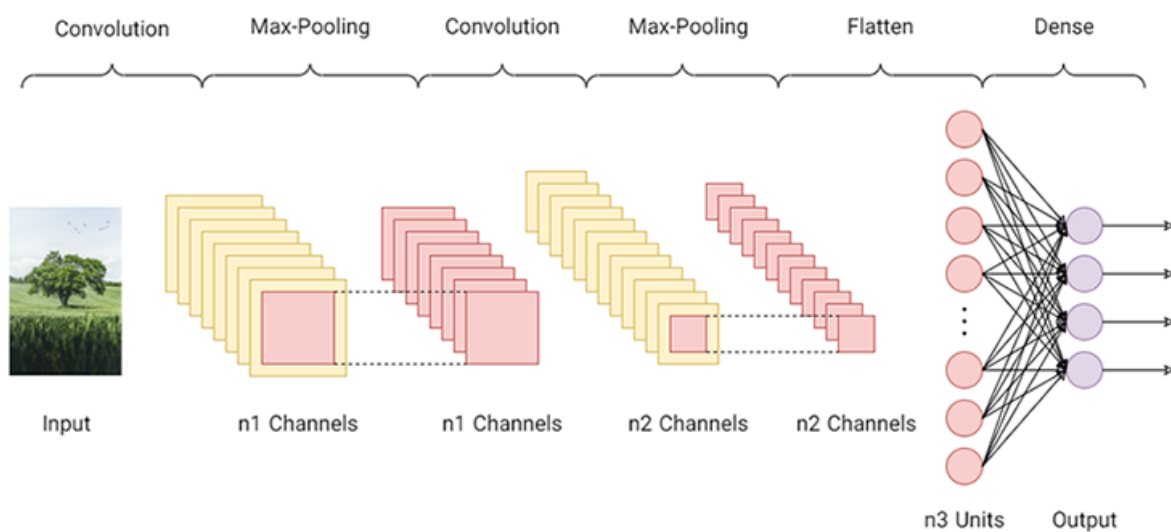 Convolution
Max-Pooling
Convolution
Max-Pooling
Flatten
Dense
Input
n1 Channels
n1 Channels
n2 Channels
n2 Channels
n3 Units
Output